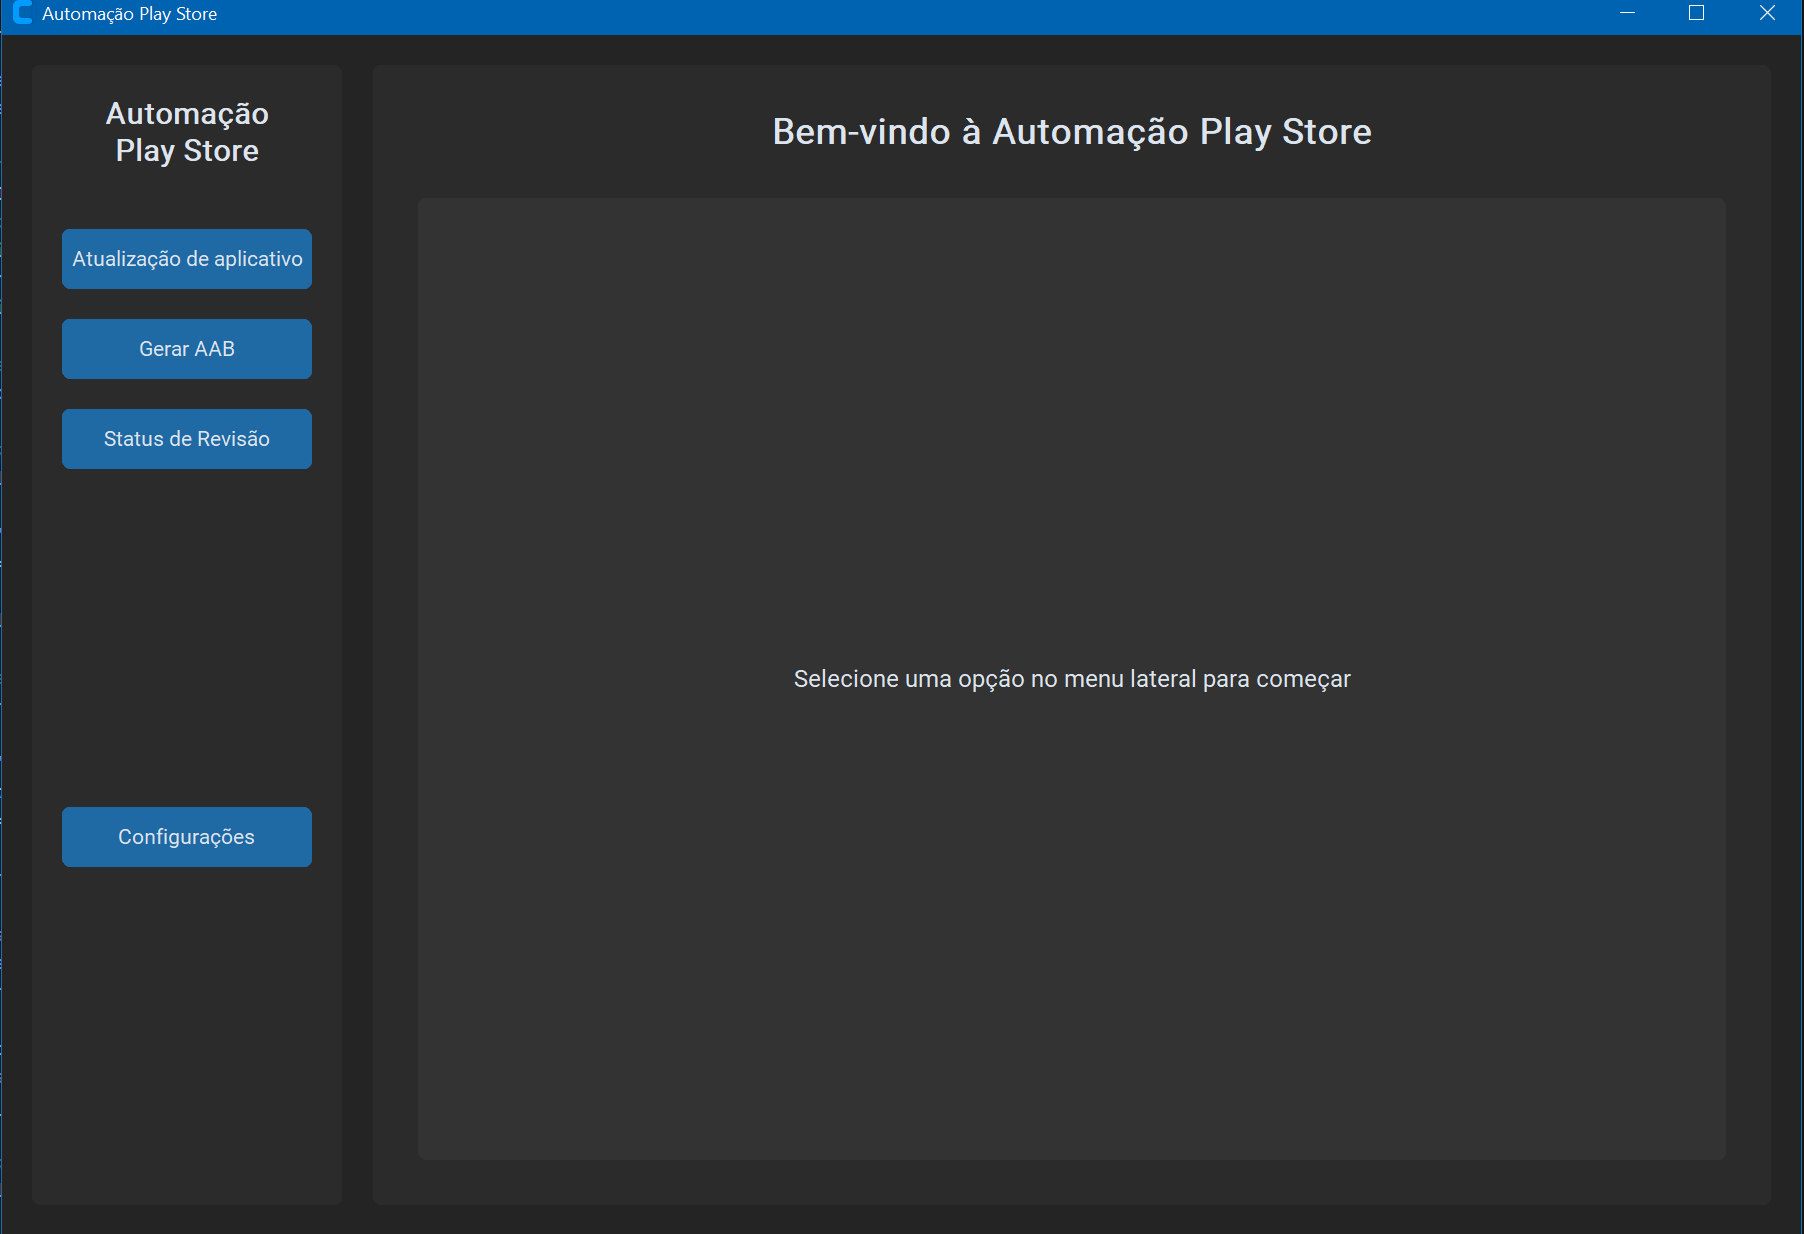 Automação Play Store
Automação
Play Store
Atualização de aplicativo
Gerar AAB
Status de Revisão
Configurações
Bem-vindo à Automação Play Store
Selecione uma opção no menu lateral para começar